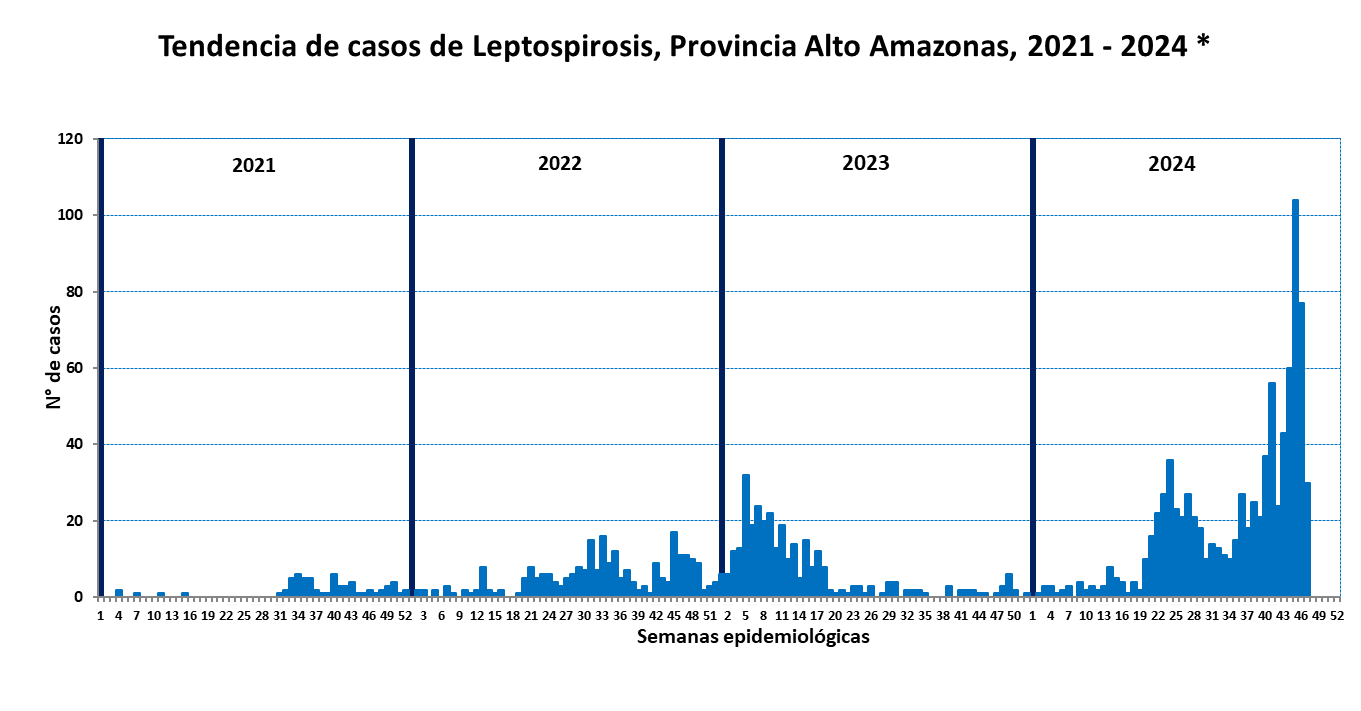 Tendencia de casos de Leptospirosis, Provincia Alto Amazonas, 2021 - 2024 *
120
100
80
60
40
20
0
N° de casos
2021 2022 2023 2024
1 4 7 10 13 16 19 22 25 28 31 34 37 40 43 46 49 52 3 6 9 12 15 18 21 24 27 30 33 36 39 42 45 48 51 2 5 8 11 14 17 20 23 26 29 32 35 38 41 44 47 50 1 4 7 10 13 16 19 22 25 28 31 34 37 40 43 46 49 52
Semanas epidemiológicas